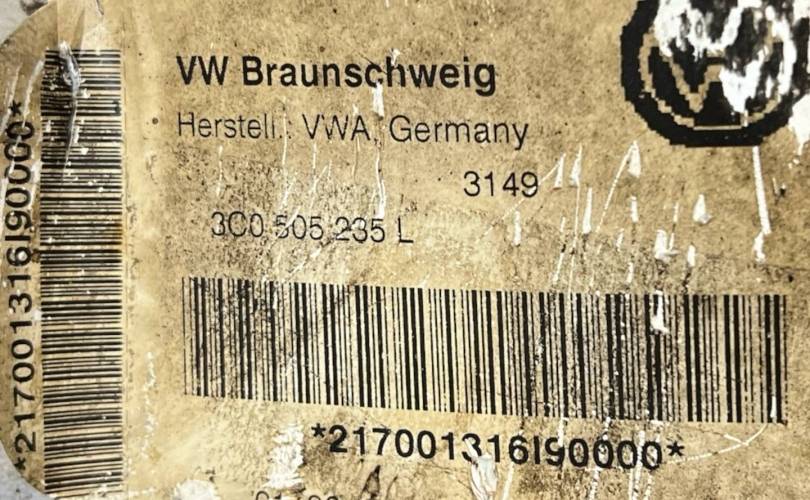 VW Braunschweig
Herstell.: VWA, Germany
3149
3C0 505 235 L
*217001316I90000*
*217001316I90000*